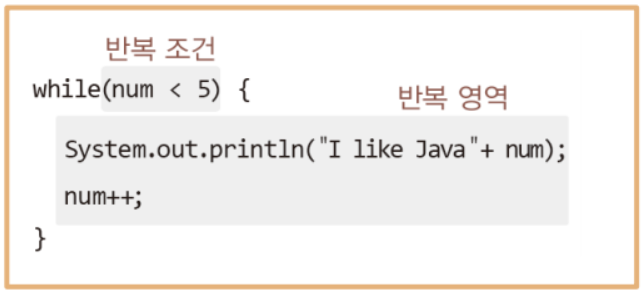 반복 조건
while(num < 5) {
반복 영역
System.out.println("I like Java"+ num);
num++;
}